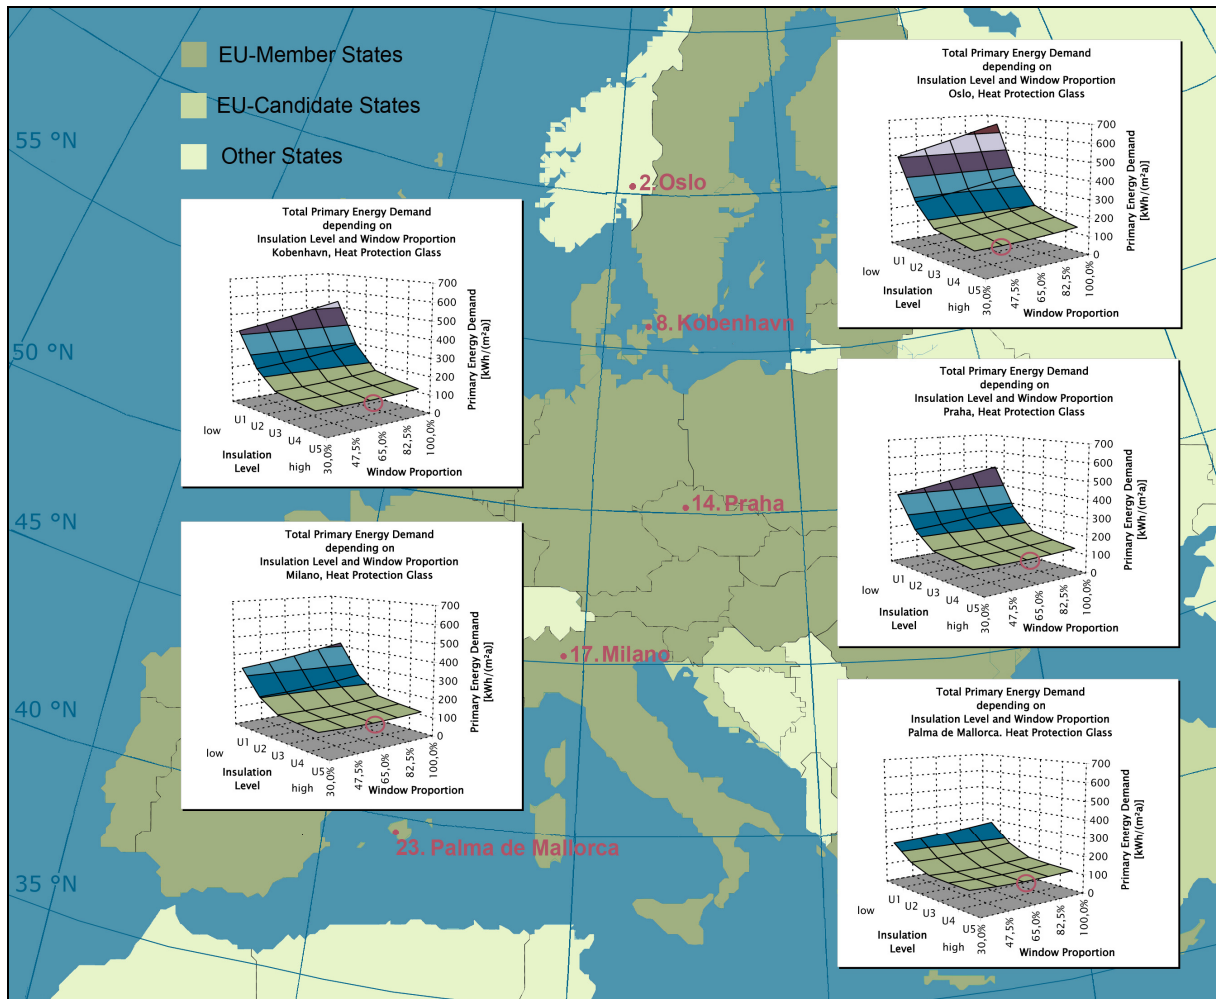 EU-Member States
EU-Candidate States
Other States
55 °N
50 °N
45 °N
40 °N
35 °N
2.Oslo
8. Kobenhavn
14. Praha
17. Milano
23. Palma de Mallorca
Total Primary Energy Demand
depending on
Insulation Level and Window Proportion
Oslo, Heat Protection Glass
700
600
500
400
300
200
100
0
Primary Energy Demand
[kWh/(m²a)]
U1
U2
U3
U4
U5
low
high
Insulation
Level
30,0%
47,5%
65,0%
82,5%
100,0%
Window Proportion
Total Primary Energy Demand
depending on
Insulation Level and Window Proportion
Kobenhavn, Heat Protection Glass
700
600
500
400
300
200
100
0
Primary Energy Demand
[kWh/(m²a)]
U1
U2
U3
U4
U5
low
high
Insulation
Level
30,0%
47,5%
65,0%
82,5%
100,0%
Window Proportion
Total Primary Energy Demand
depending on
Insulation Level and Window Proportion
Praha, Heat Protection Glass
700
600
500
400
300
200
100
0
Primary Energy Demand
[kWh/(m²a)]
U1
U2
U3
U4
U5
low
high
Insulation
Level
30,0%
47,5%
65,0%
82,5%
100,0%
Window Proportion
Total Primary Energy Demand
depending on
Insulation Level and Window Proportion
Milano, Heat Protection Glass
700
600
500
400
300
200
100
0
Primary Energy Demand
[kWh/(m²a)]
U1
U2
U3
U4
U5
low
high
Insulation
Level
30,0%
47,5%
65,0%
82,5%
100,0%
Window Proportion
Total Primary Energy Demand
depending on
Insulation Level and Window Proportion
Palma de Mallorca. Heat Protection Glass
700
600
500
400
300
200
100
0
Primary Energy Demand
[kWh/(m²a)]
U1
U2
U3
U4
U5
low
high
Insulation
Level
30,0%
47,5%
65,0%
82,5%
100,0%
Window Proportion